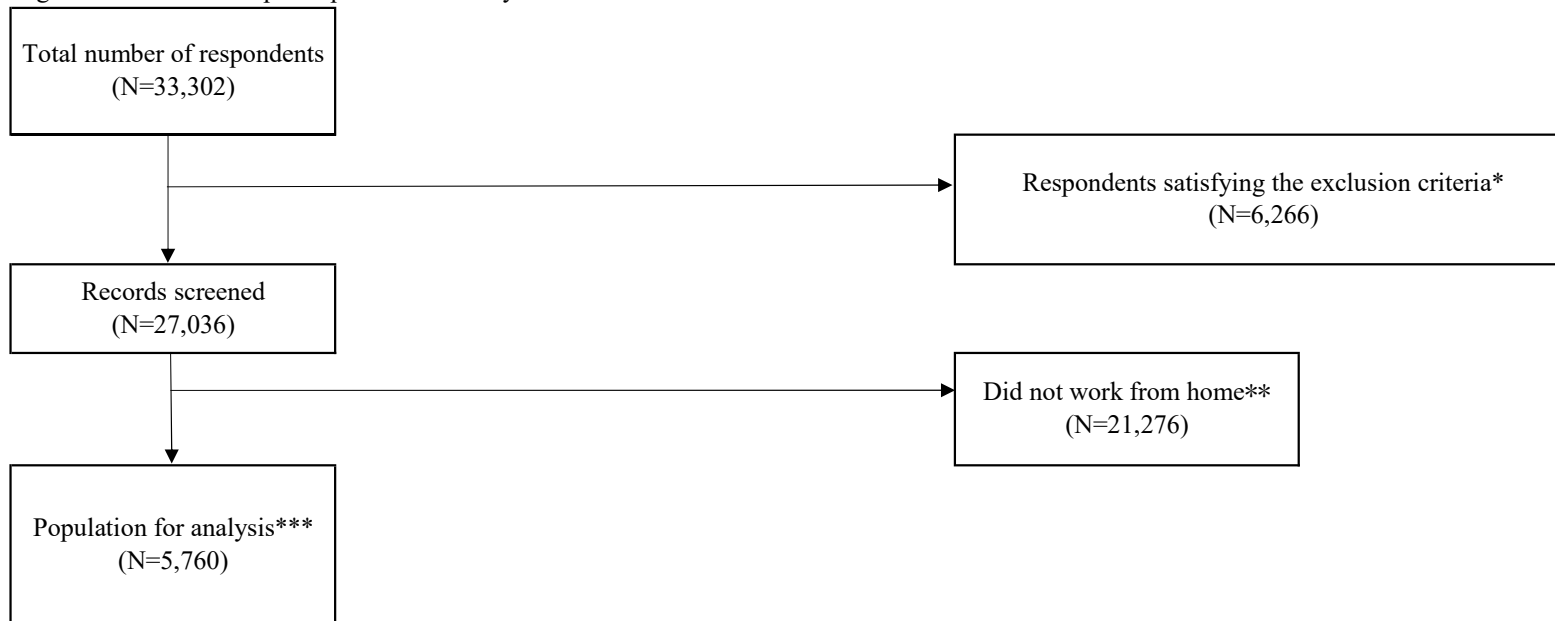 Total number of respondents
(N=33,302)
Respondents satisfying the exclusion criteria*
(N=6,266)
Records screened
(N=27,036)
Did not work from home**
(N=21,276)
Population for analysis***
(N=5,760)